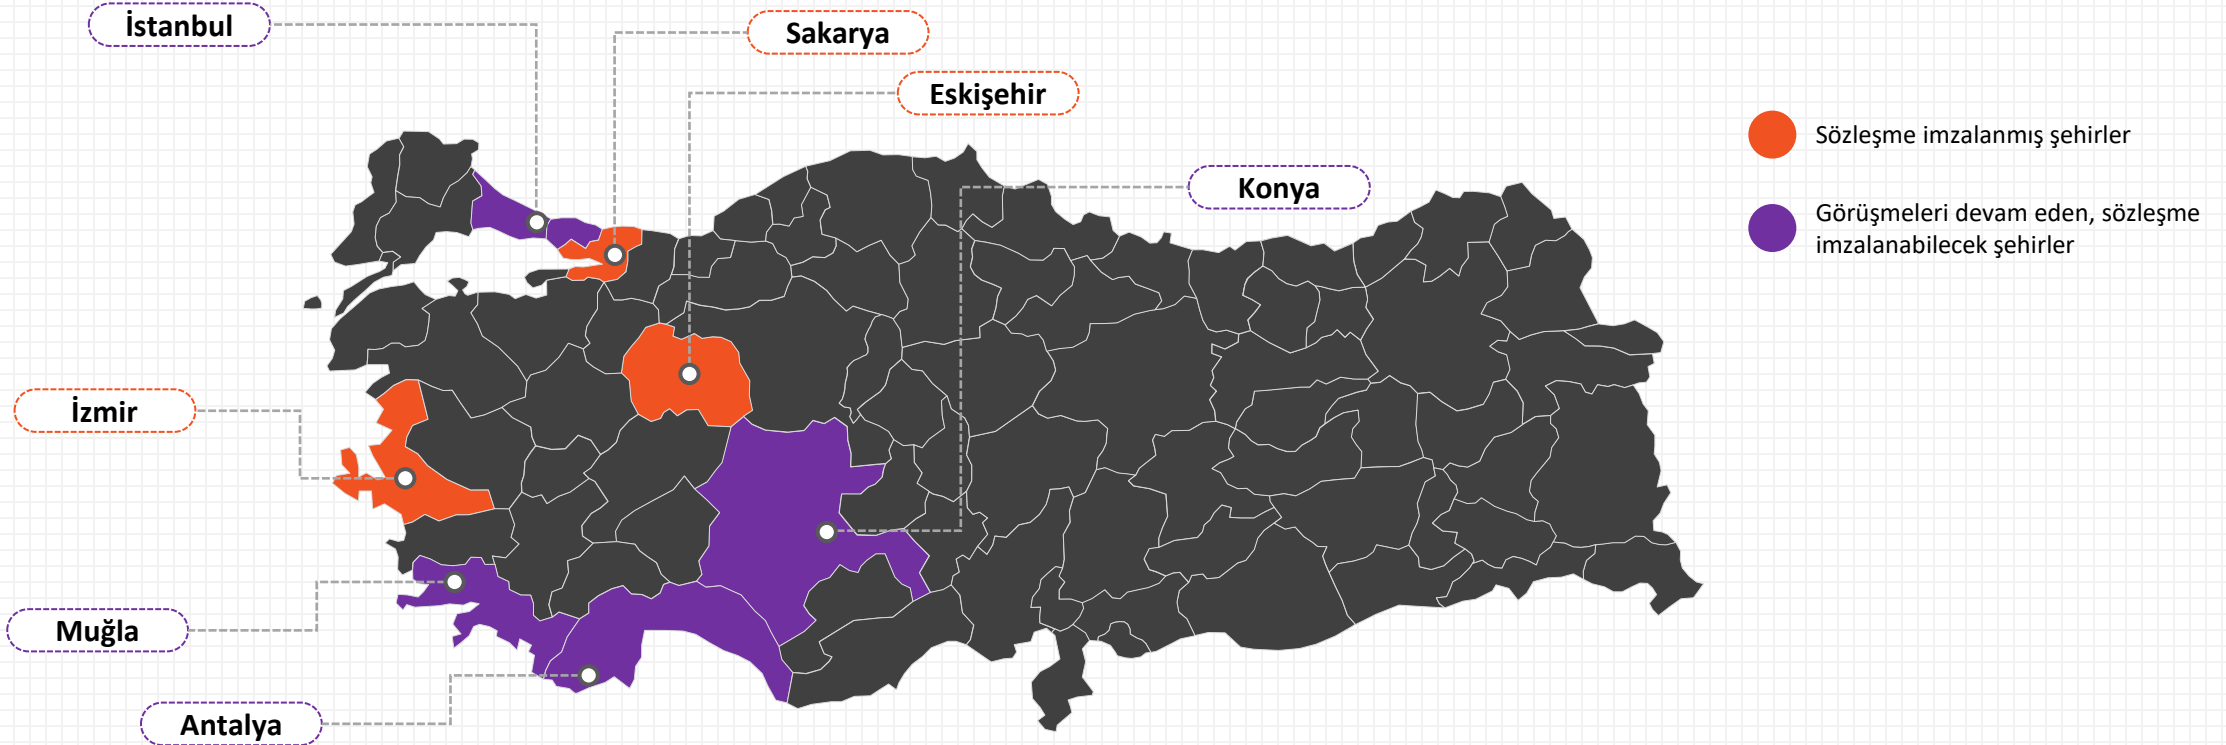 İstanbul
Sakarya
Eskişehir
Konya
İzmir
Muğla
Antalya
Sözleşme imzalanmış şehirler
Görüşmeleri devam eden, sözleşme
imzalanabilecek şehirler